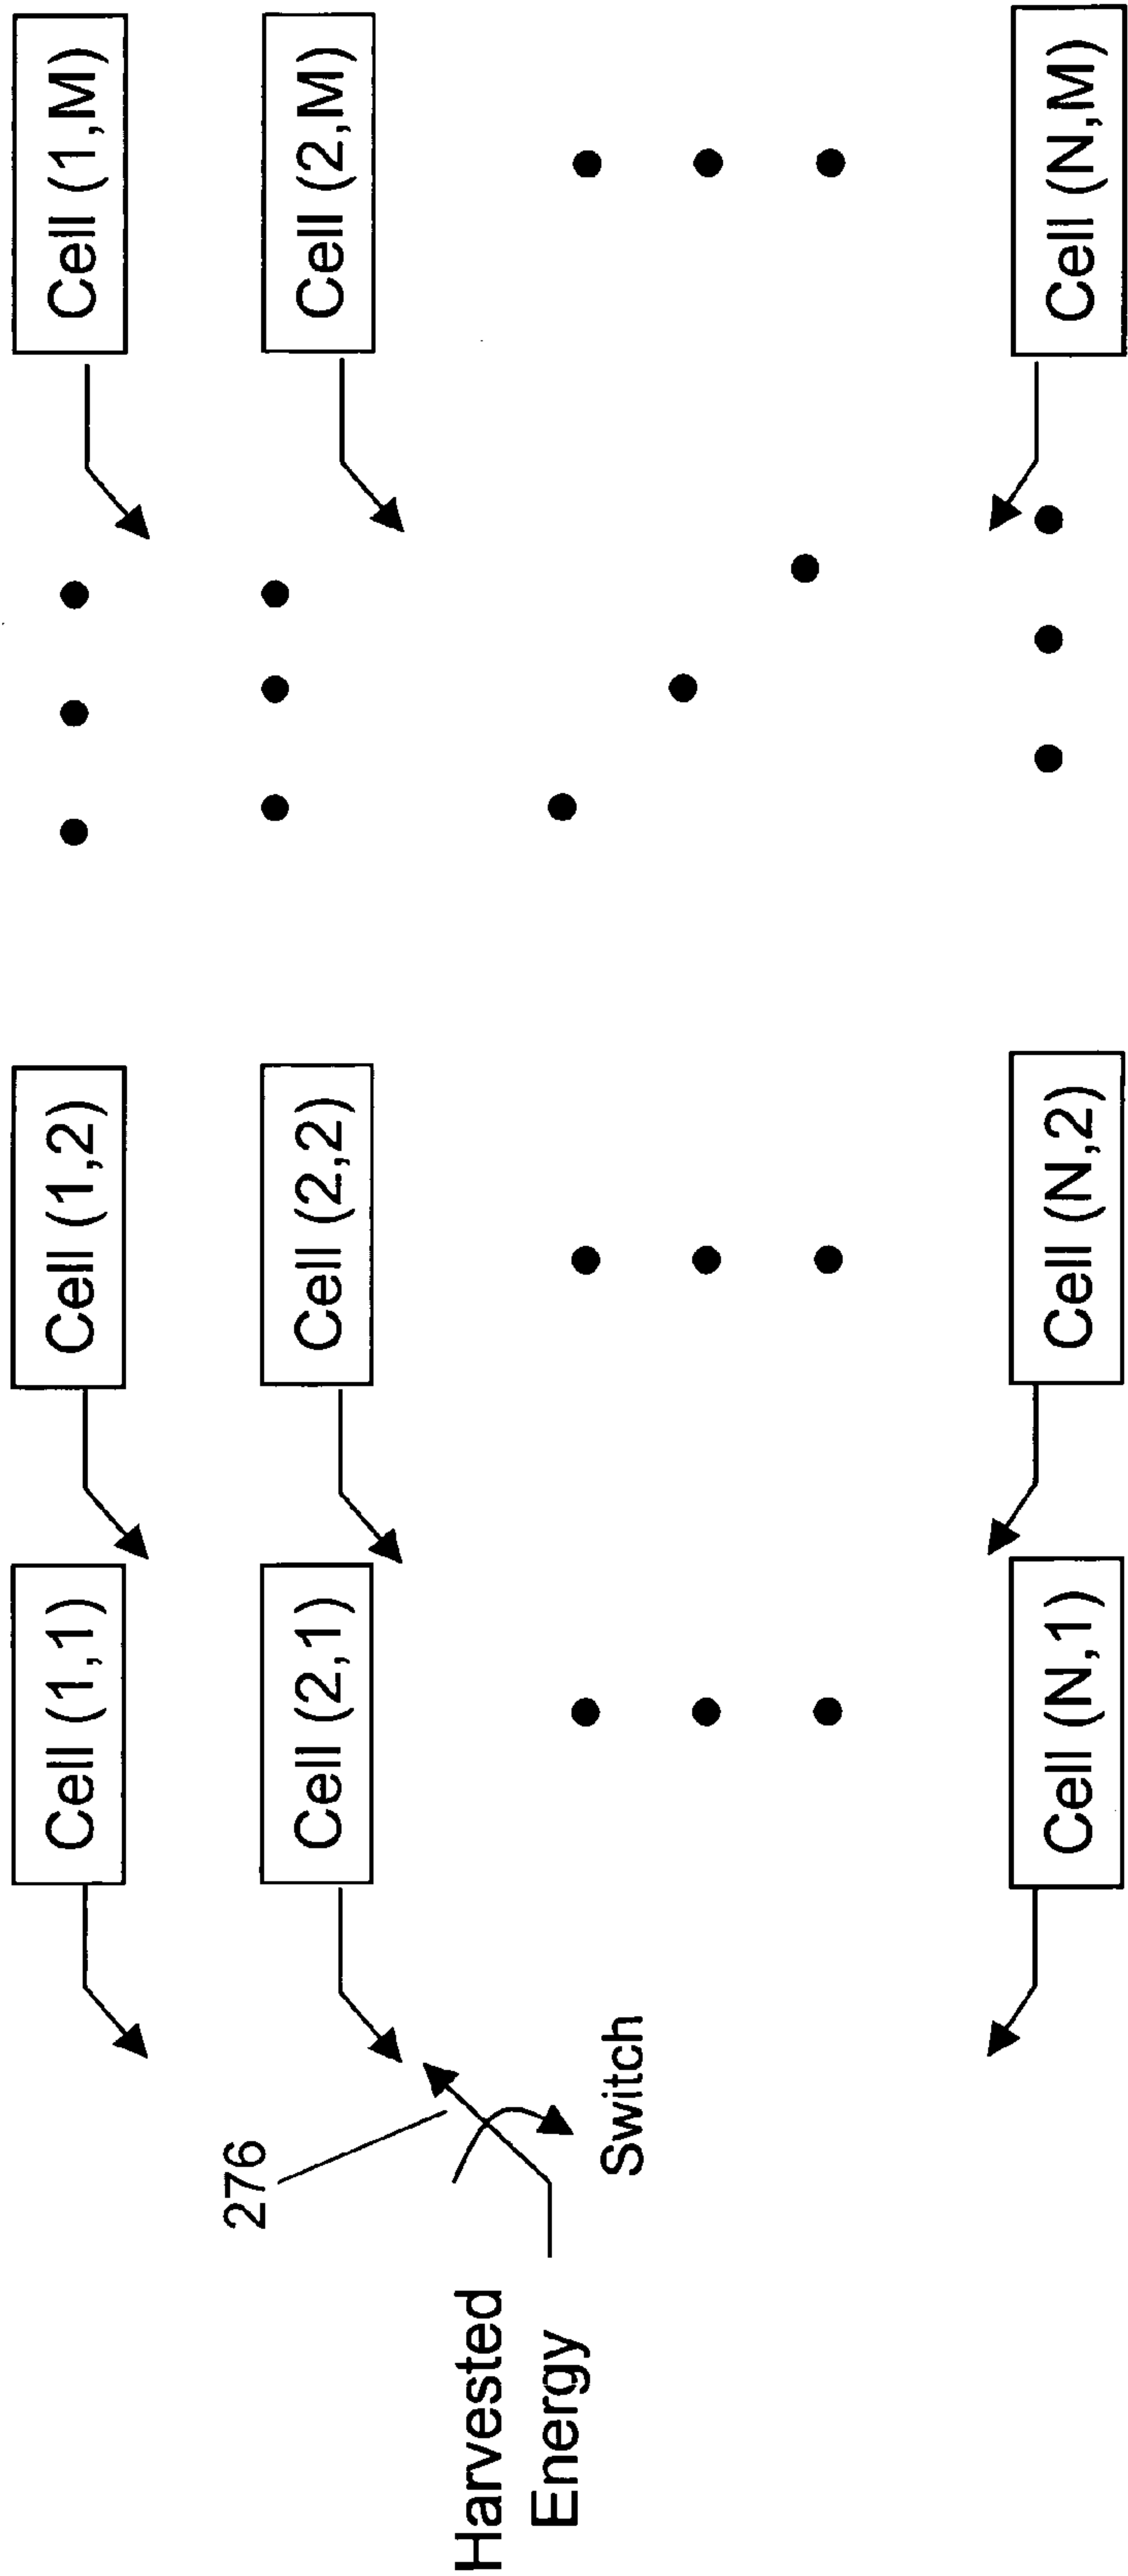 Cell (1,1)
Cell (1,2)
Cell (1,M)
276
Cell (2,1)
Cell (2,2)
Cell (2,M)
Harvested
Energy
Switch
Cell (N,1)
Cell (N,2)
Cell (N,M)